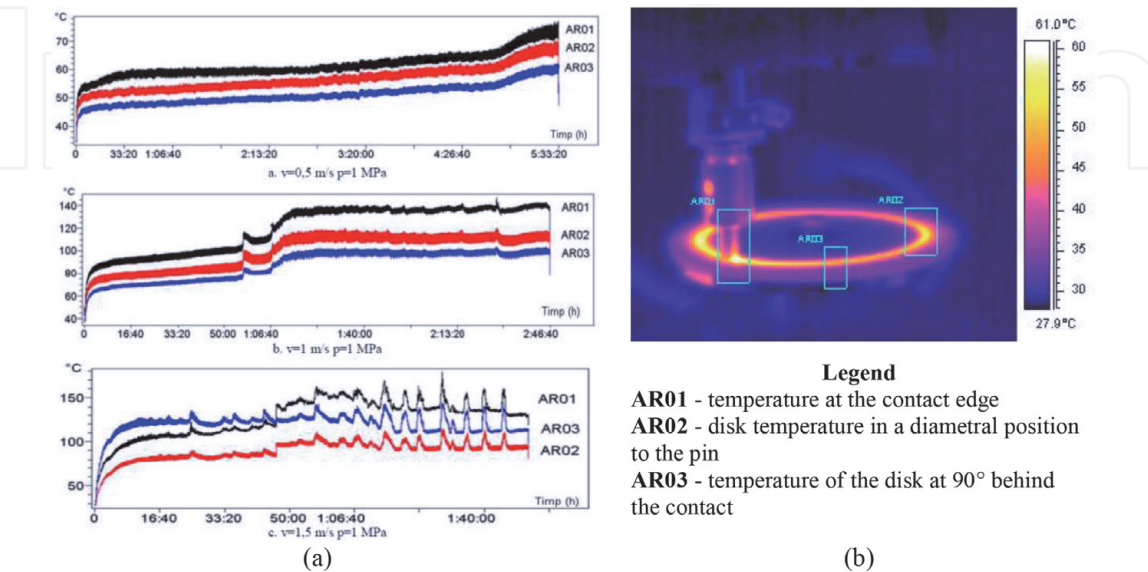 °C
70
60
50
40
AR01
AR02
AR03
Timp (h)
0 33:20 1:06:40 2:13:20 3:20:00 4:26:40 5:33:20
a. v=0,5 m/s p=1 MPa
°C
140
120
100
80
60
40
AR01
AR02
AR03
Timp (h)
0 16:40 33:20 50:00 1:06:40 1:40:00 2:13:20 2:46:40
b. v=1 m/s p=1 MPa
°C
150
100
50
AR01
AR03
AR02
Timp (h)
0 16:40 33:20 50:00 1:06:40 1:40:00
c. v=1,5 m/s p=1 MPa
(a)
61.0°C
60
55
50
45
40
35
30
27.9°C
AR01
AR02
AR03
Legend
AR01 - temperature at the contact edge
AR02 - disk temperature in a diametral position
to the pin
AR03 - temperature of the disk at 90° behind
the contact
(b)